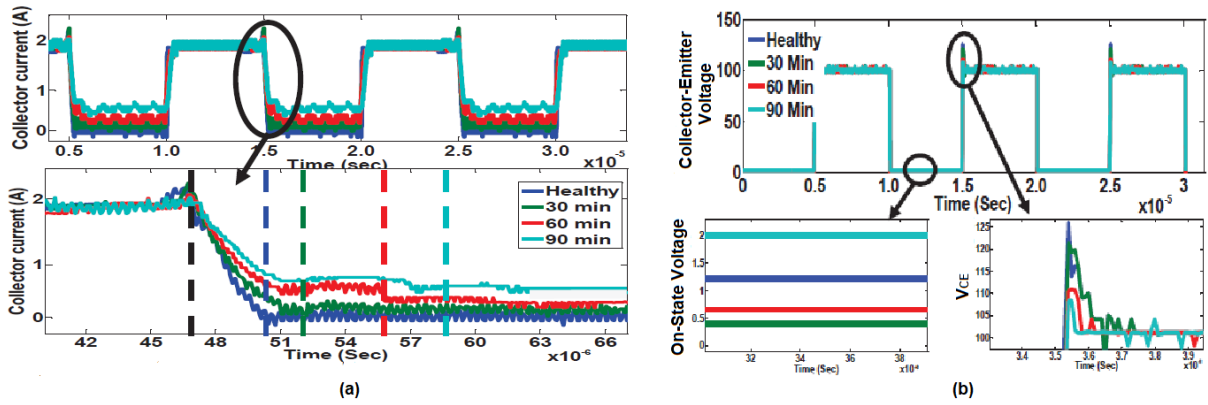 Collector current (A)
2
1
0
0.5
1.0
1.5
2.0
2.5
3.0
Time (Sec)
x10⁻⁵
Collector current (A)
2
1
0
42
45
48
51
54
57
60
63
66
Time (Sec)
x10⁻⁶
Healthy
30 min
60 min
90 min
(a)
Collector-Emitter
Voltage
150
100
50
0
0
0.5
1.0
1.5
2.0
2.5
3
Time (Sec)
x10⁻⁵
Healthy
30 Min
60 Min
90 Min
On-State Voltage
2
1.5
1
0.5
0
32
34
36
38
Time (Sec)
VCE
125
120
115
110
105
100
3.4
3.5
3.6
3.7
3.8
3.9
Time (Sec)
(b)